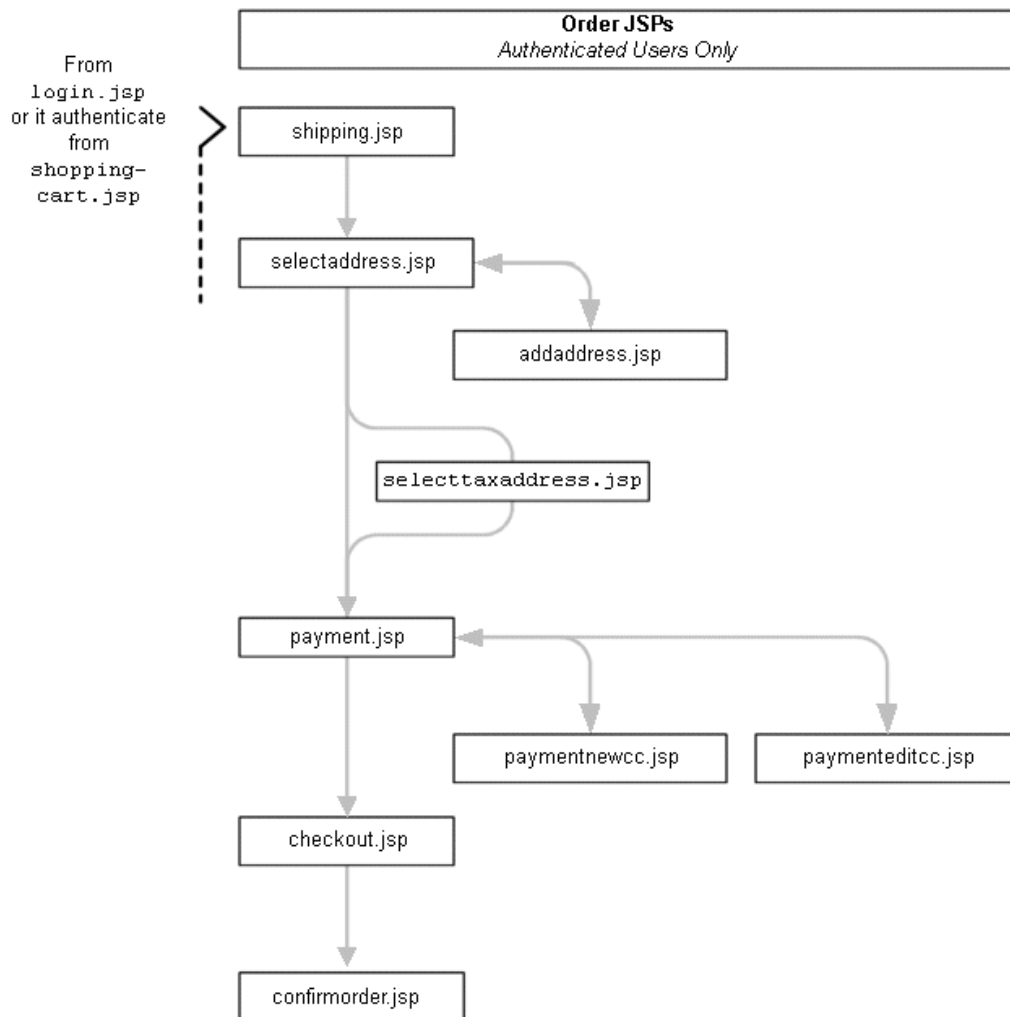 Order JSPs
Authenticated Users Only
From
login.jsp
or it authenticate
from
shopping-
cart.jsp
shipping.jsp
selectaddress.jsp
addaddress.jsp
selecttaxaddress.jsp
payment.jsp
paymentnewcc.jsp
paymenteditcc.jsp
checkout.jsp
confirmorder.jsp